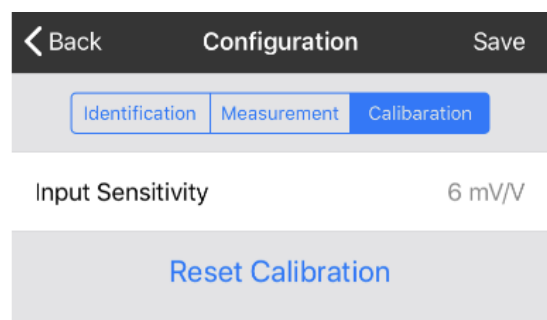 Back Configuration Save
Identification Measurement Calibaration
Input Sensitivity 6 mV/V
Reset Calibration